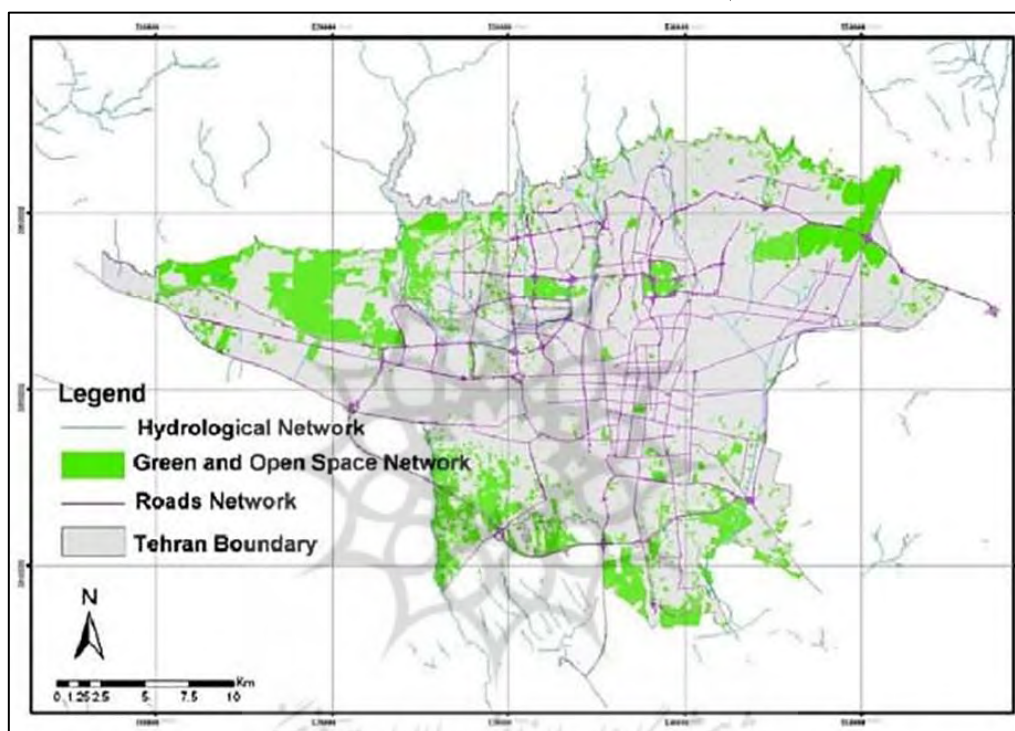 Legend
Hydrological Network
Green and Open Space Network
Roads Network
Tehran Boundary
N
Km
0 1.25 2.5 5 7.5 10